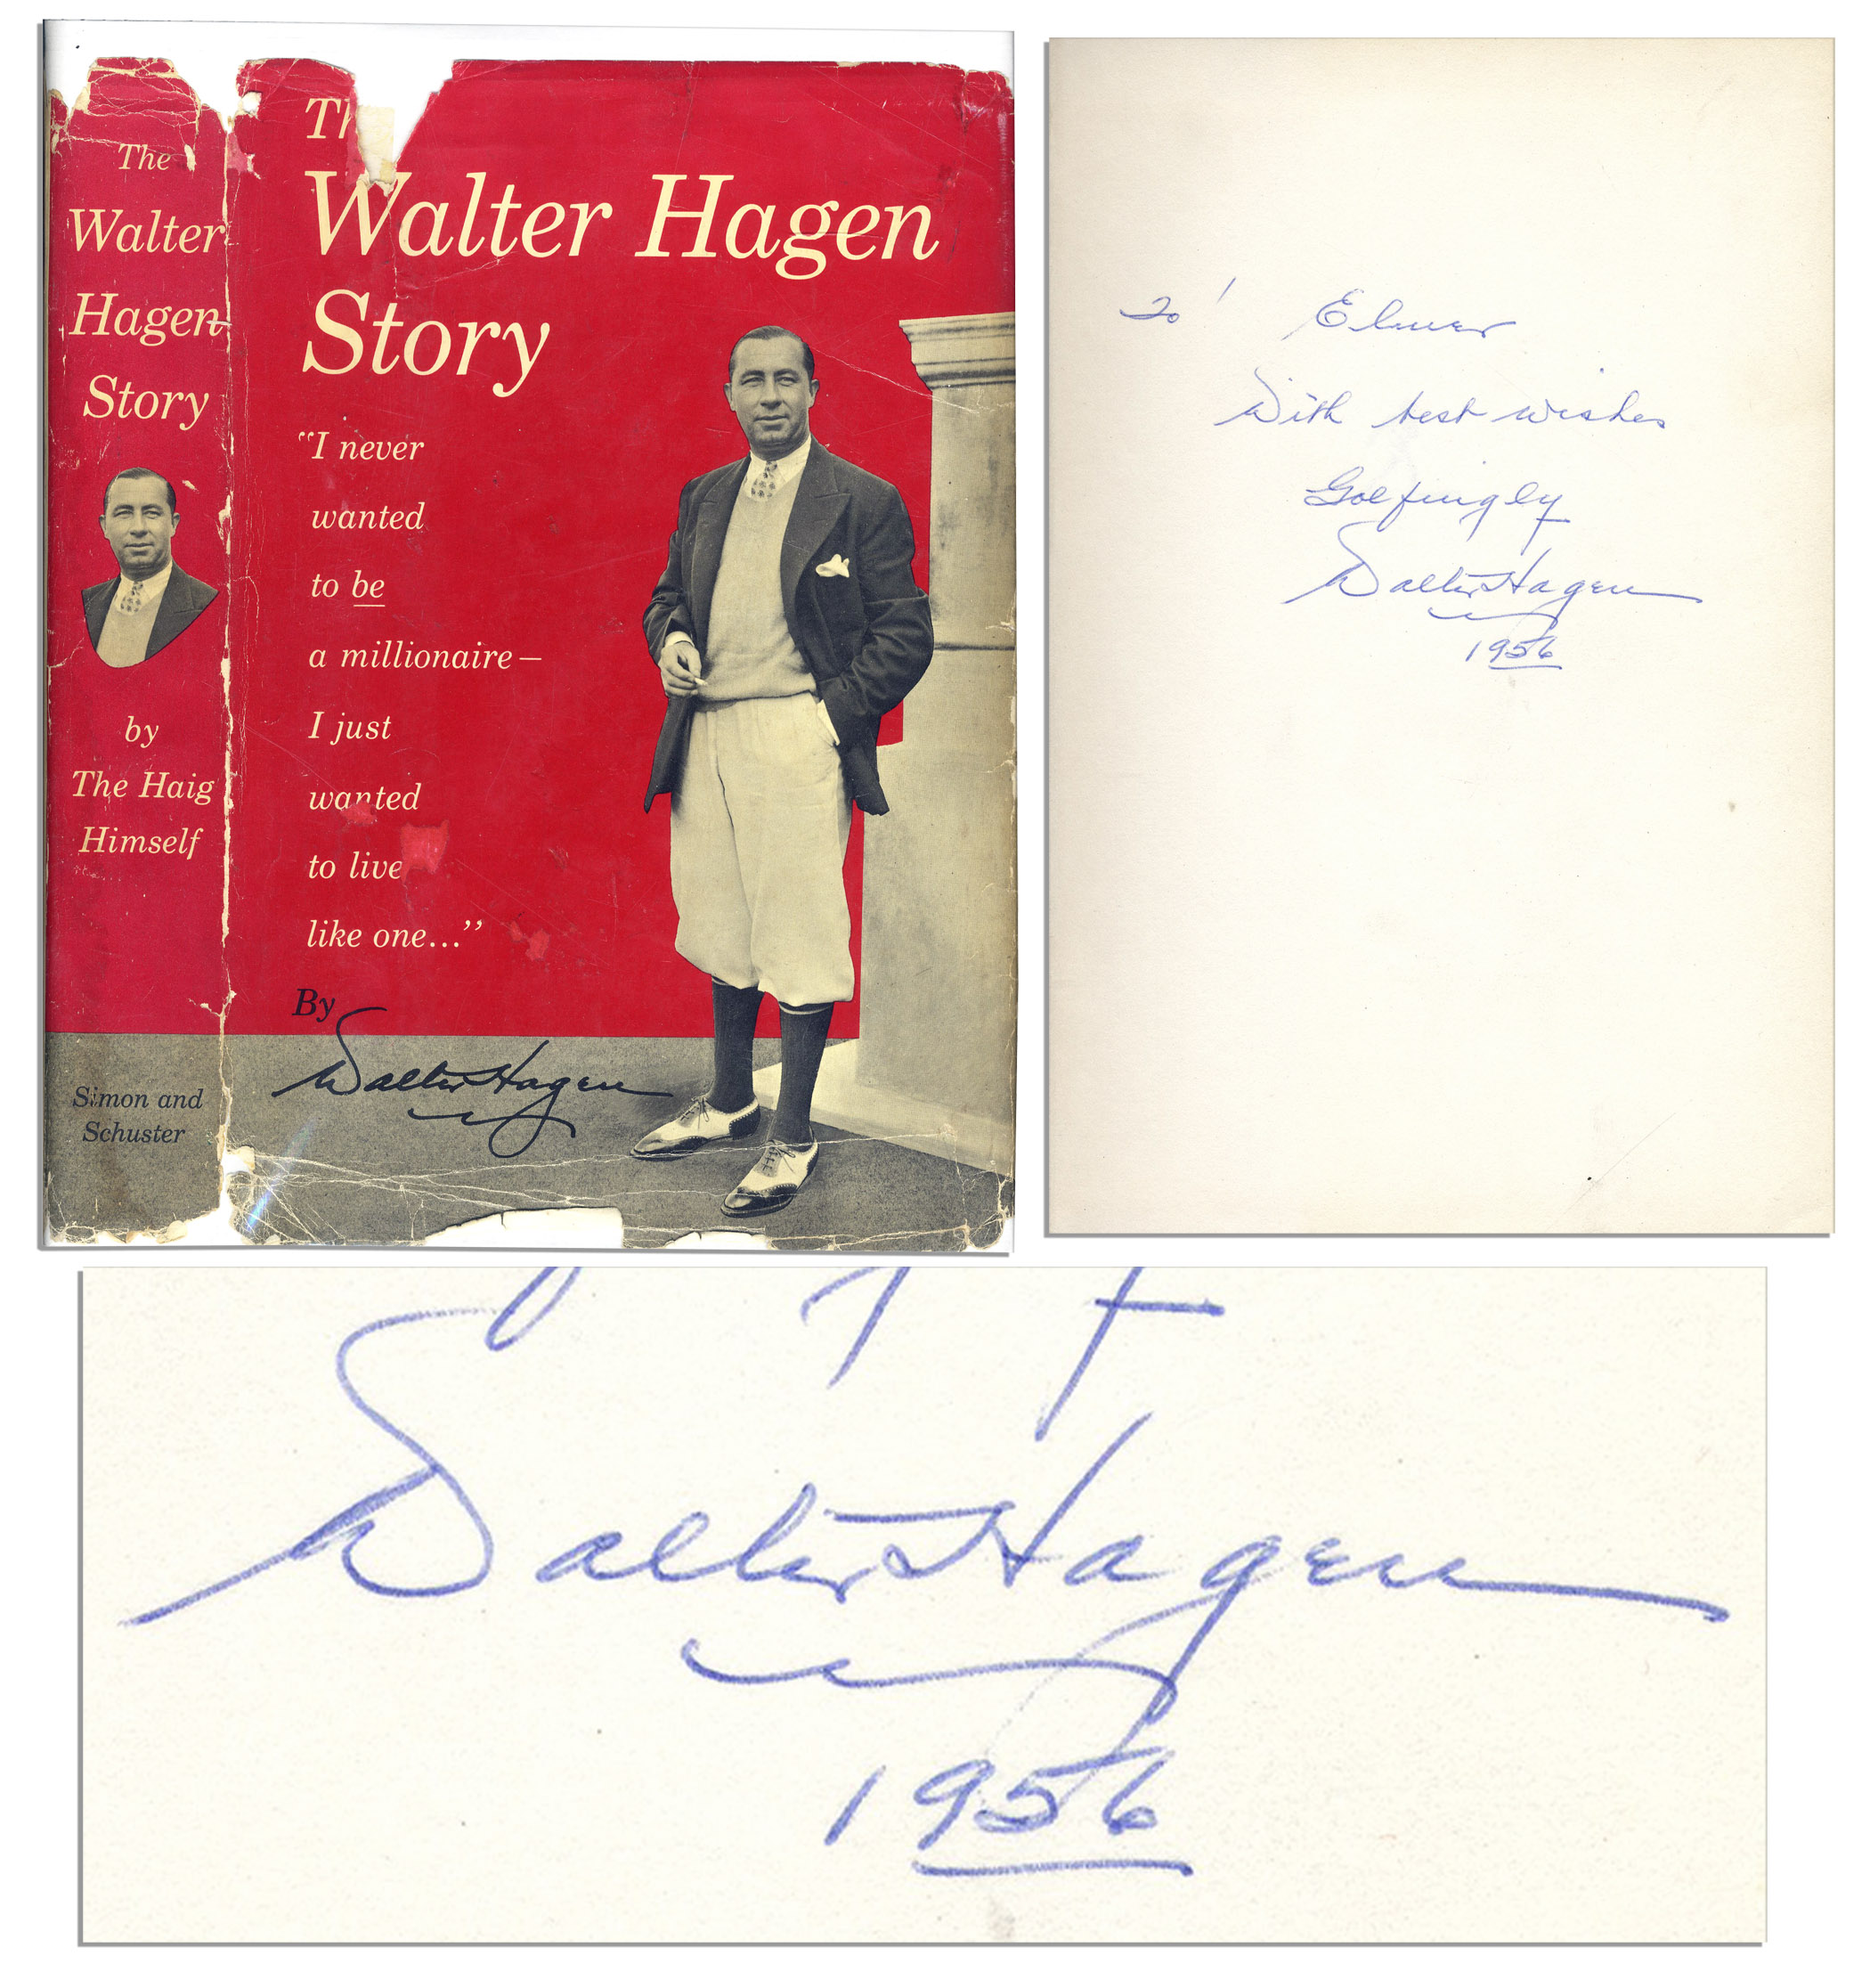 The
Walter
Hagen
Story
by
The Haig
Himself
Simon and
Schuster
Th
Walter Hagen
Story
"I never
wanted
to be
a millionaire—
I just
wanted
to live
like one..."
By
Walter Hagen
To' Elmer
With best wishes
Golfingly
Walter Hagen
1956
Walter Hagen
1956